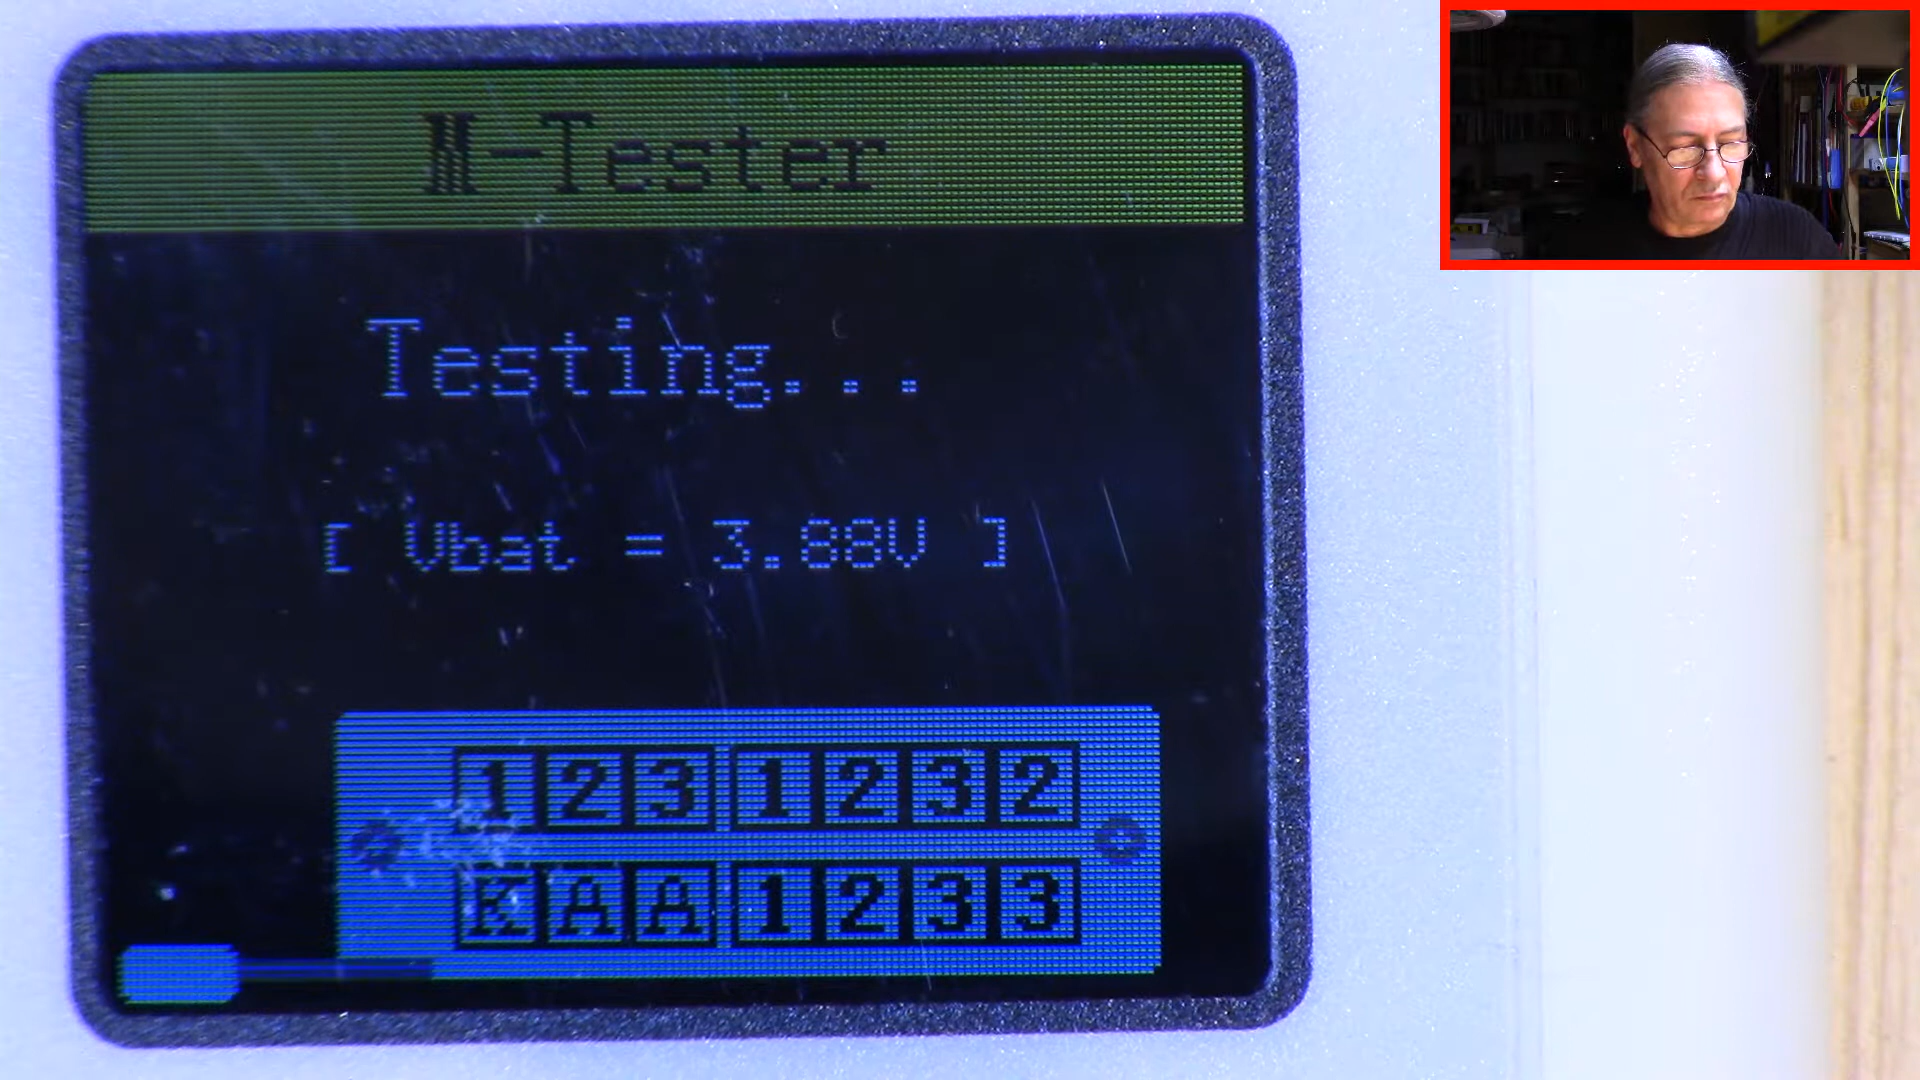 M-Tester
Testing...
[ Vbat = 3.88V ]
1 2 3 1 2 3 2
K A A 1 2 3 3